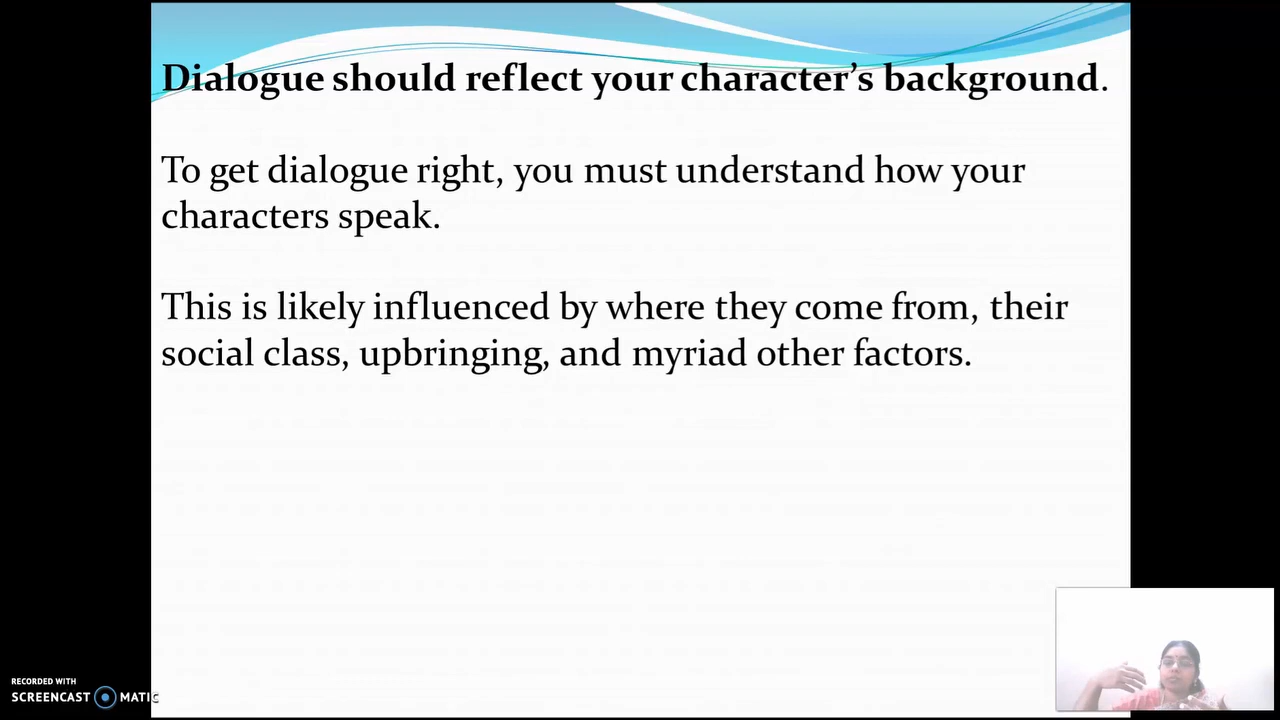 Dialogue should reflect your character’s background.
To get dialogue right, you must understand how your
characters speak.
This is likely influenced by where they come from, their
social class, upbringing, and myriad other factors.
RECORDED WITH
SCREENCAST MATIC